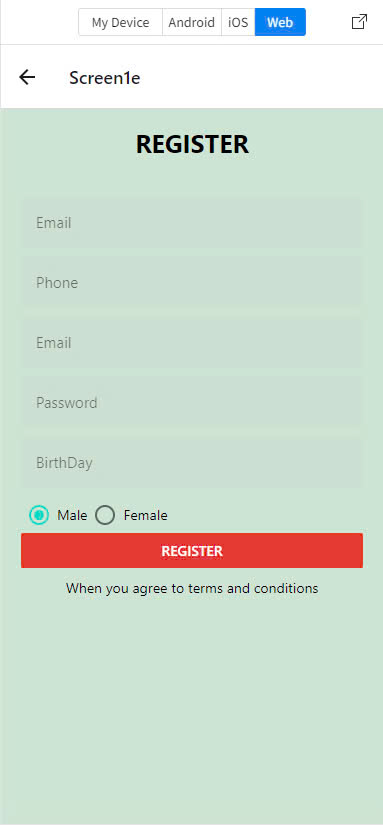 My Device Android iOS Web
Screen1e
REGISTER
Email
Phone
Email
Password
BirthDay
Male Female
REGISTER
When you agree to terms and conditions